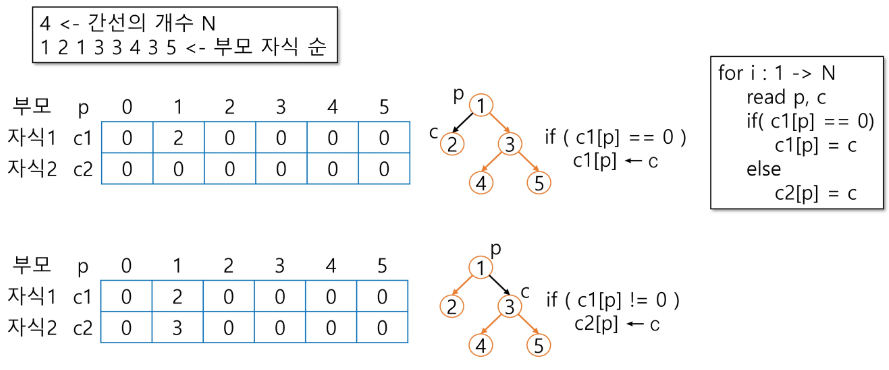 4 <- 간선의 개수 N
1 2 1 3 3 4 3 5 <- 부모 자식 순
for i : 1 -> N
read p, c
if( c1[p] == 0)
c1[p] = c
else
c2[p] = c
부모 p 0 1 2 3 4 5
자식1 c1 0 2 0 0 0 0
자식2 c2 0 0 0 0 0 0
p
1
c
2 3
4 5
if ( c1[p] == 0 )
c1[p] ← c
부모 p 0 1 2 3 4 5
자식1 c1 0 2 0 0 0 0
자식2 c2 0 3 0 0 0 0
p
1
c
2 3
4 5
if ( c1[p] != 0 )
c2[p] ← c